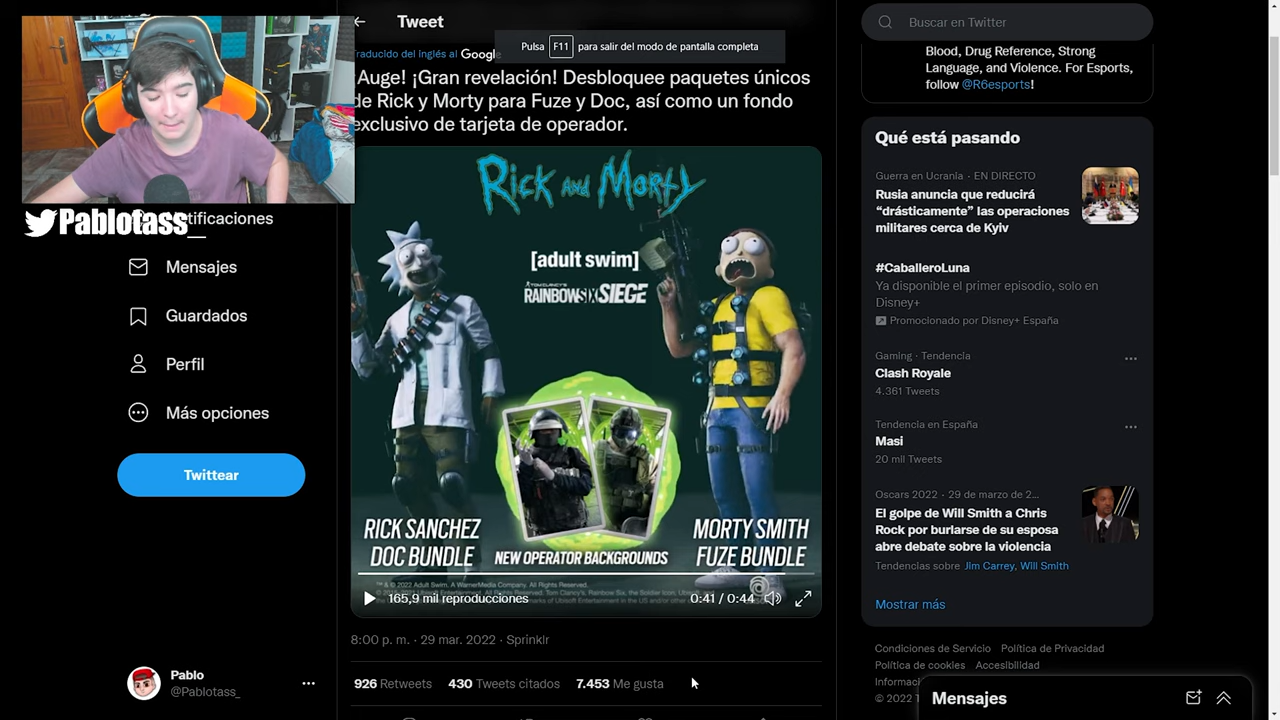 Tweet
Buscar en Twitter
Traducido del inglés al Google
Pulsa F11 para salir del modo de pantalla completa
¡Auge! ¡Gran revelación! Desbloquee paquetes únicos
de Rick y Morty para Fuze y Doc, así como un fondo
exclusivo de tarjeta de operador.
Pablotass_
Mensajes
Guardados
Perfil
Más opciones
Twittear
Pablo
@Pablotass_
RICK AND MORTY
[adult swim]
TOM CLANCY'S
RAINBOWSIX SIEGE
RICK SANCHEZ
DOC BUNDLE
NEW OPERATOR BACKGROUNDS
MORTY SMITH
FUZE BUNDLE
165,9 mil reproducciones
0:41 / 0:44
8:00 p. m. · 29 mar. 2022 · Sprinklr
926 Retweets 430 Tweets citados 7.453 Me gusta
Blood, Drug Reference, Strong
Language, and Violence. For Esports,
follow @R6esports!
Qué está pasando
Guerra en Ucrania · EN DIRECTO
Rusia anuncia que reducirá
“drásticamente” las operaciones
militares cerca de Kyiv
#CaballeroLuna
Ya disponible el primer episodio, solo en
Disney+
Promocionado por Disney+ España
Gaming · Tendencia
Clash Royale
4.361 Tweets
Tendencia en España
Masi
20 mil Tweets
Oscars 2022 · 29 de marzo de 2...
El golpe de Will Smith a Chris
Rock por burlarse de su esposa
abre debate sobre la violencia
Tendencias sobre Jim Carrey, Will Smith
Mostrar más
Condiciones de Servicio Política de Privacidad
Política de cookies Accesibilidad
© 2022
Mensajes